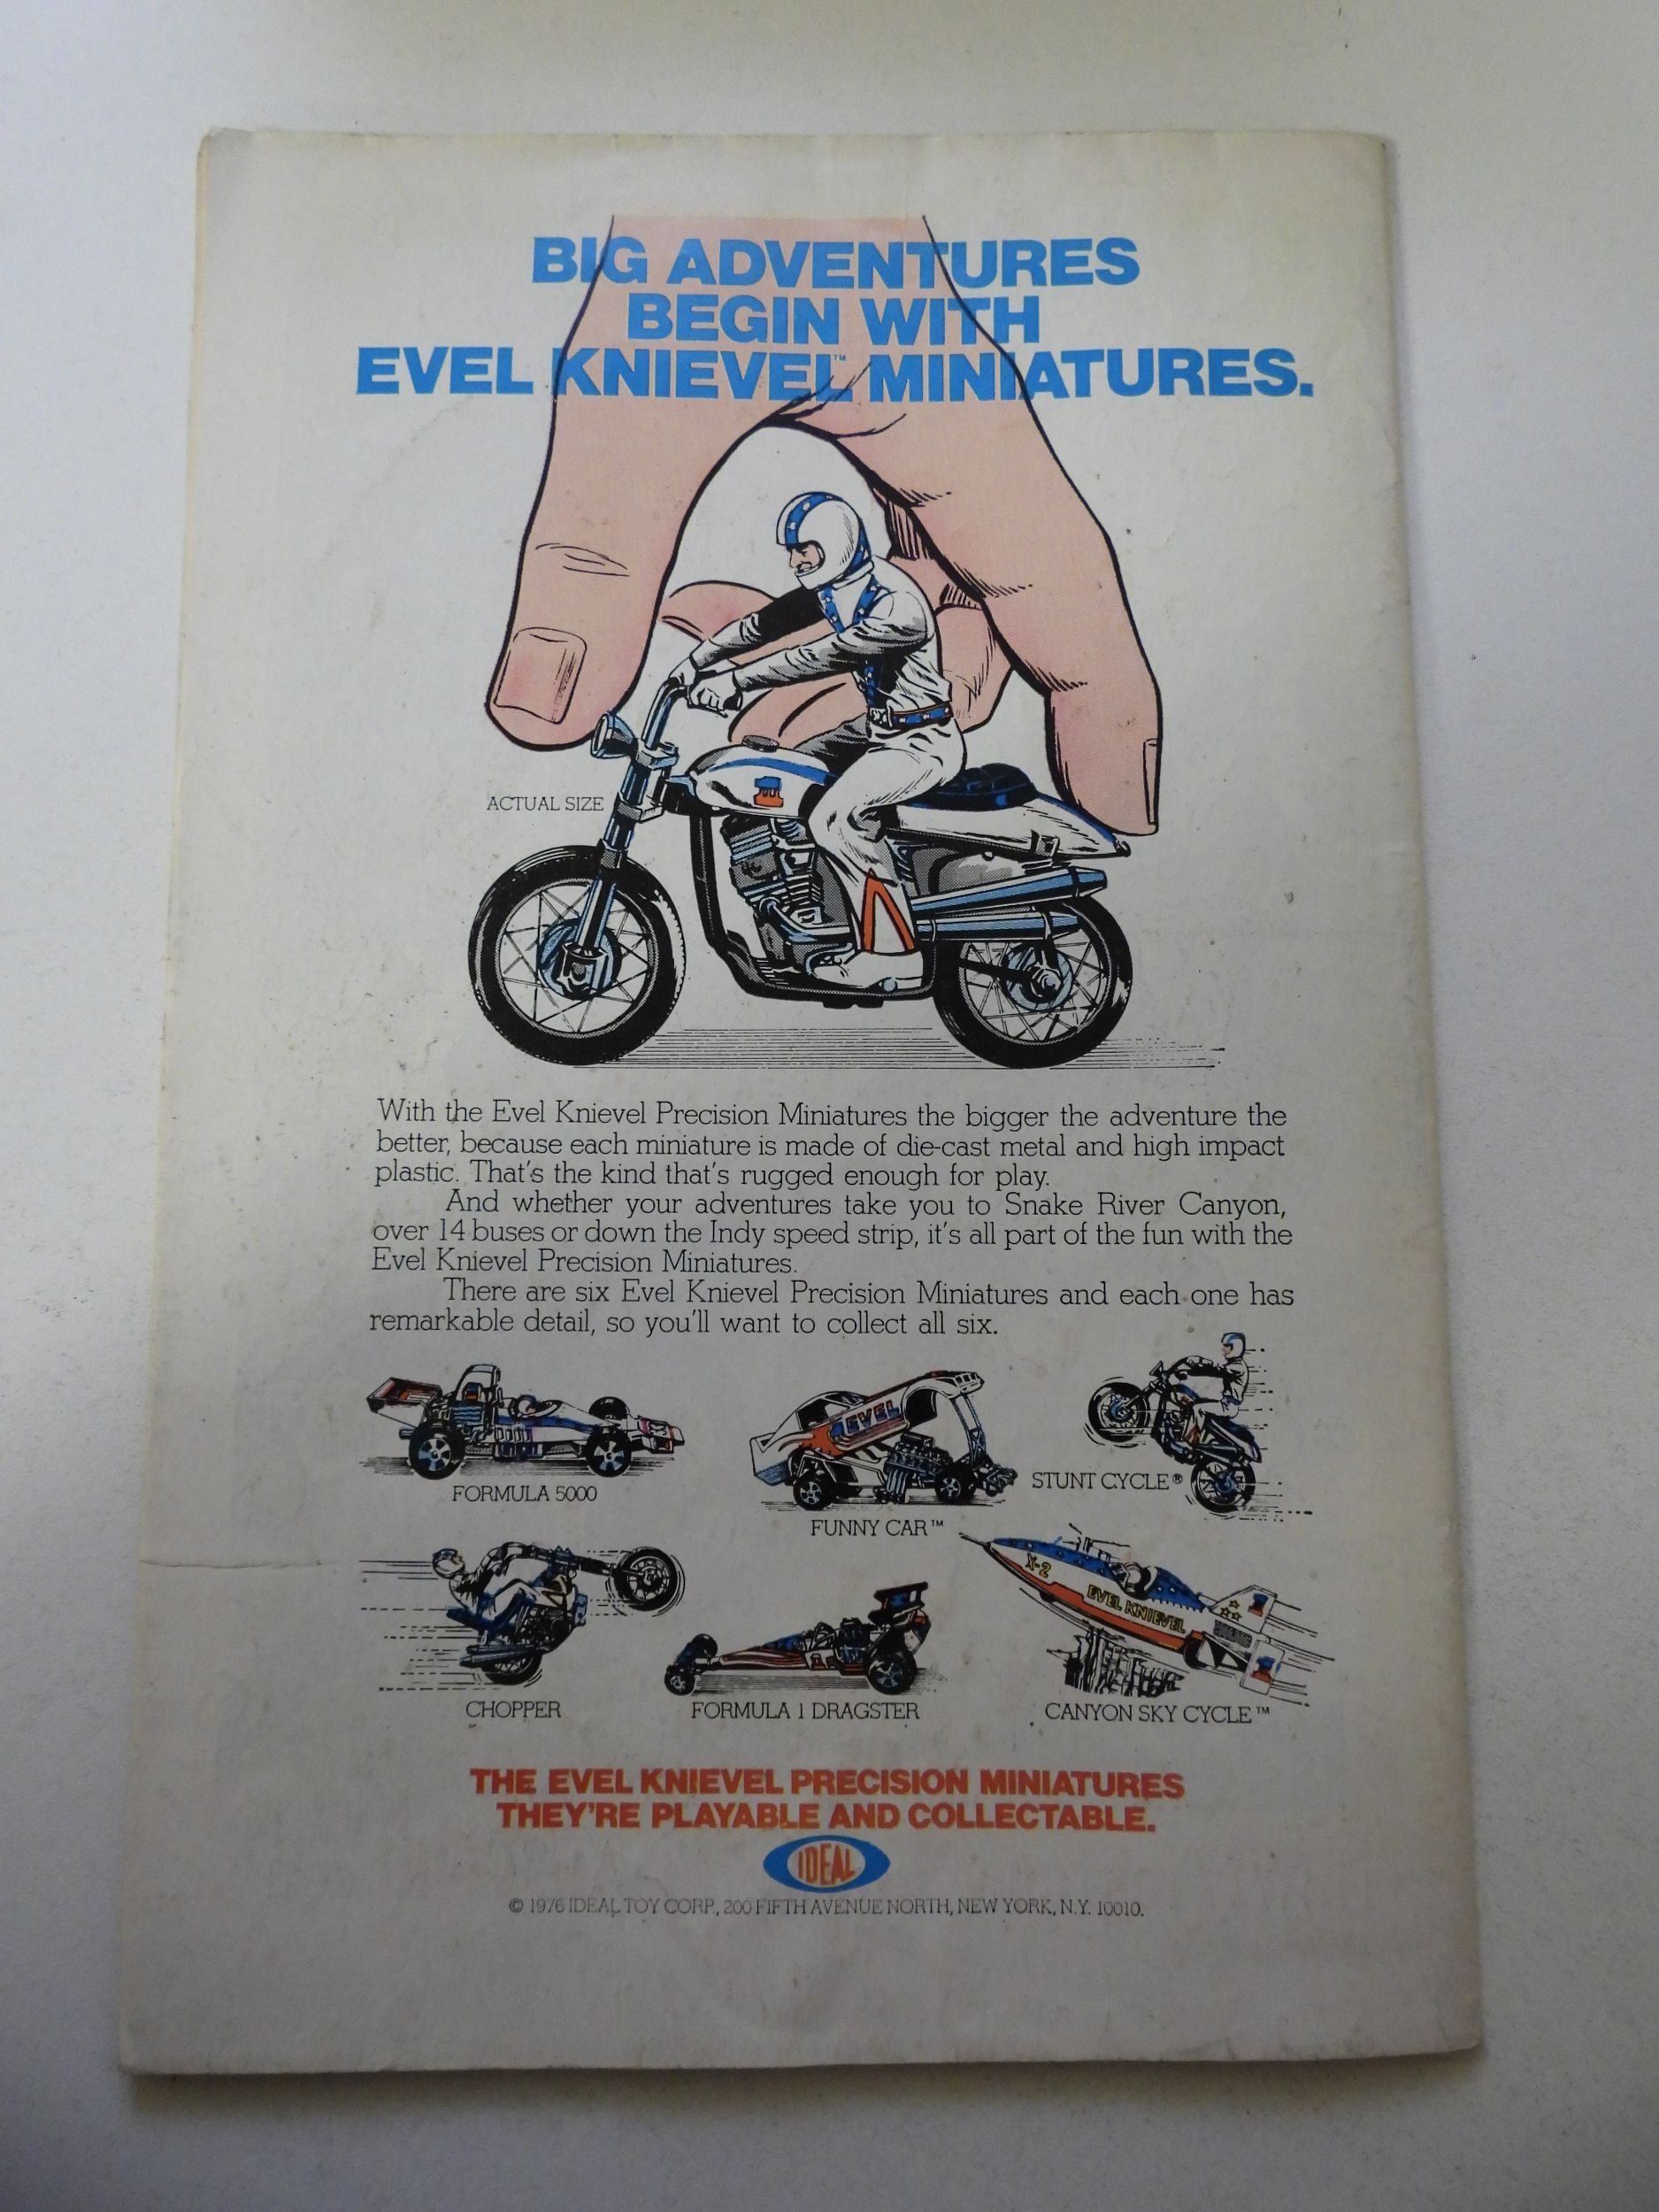 BIG ADVENTURES
BEGIN WITH
EVEL KNIEVEL™ MINIATURES.
ACTUAL SIZE
1
With the Evel Knievel Precision Miniatures the bigger the adventure the
better, because each miniature is made of die-cast metal and high impact
plastic. That's the kind that's rugged enough for play.
And whether your adventures take you to Snake River Canyon,
over 14 buses or down the Indy speed strip, it's all part of the fun with the
Evel Knievel Precision Miniatures.
There are six Evel Knievel Precision Miniatures and each one has
remarkable detail, so you'll want to collect all six.
EVEL
FORMULA 5000
FUNNY CAR™
STUNT CYCLE®
X-2
EVEL KNIEVEL
CHOPPER
FORMULA 1 DRAGSTER
CANYON SKY CYCLE™
THE EVEL KNIEVEL PRECISION MINIATURES
THEY'RE PLAYABLE AND COLLECTABLE.
IDEAL
© 1976 IDEAL TOY CORP., 200 FIFTH AVENUE NORTH, NEW YORK, N.Y. 10010.